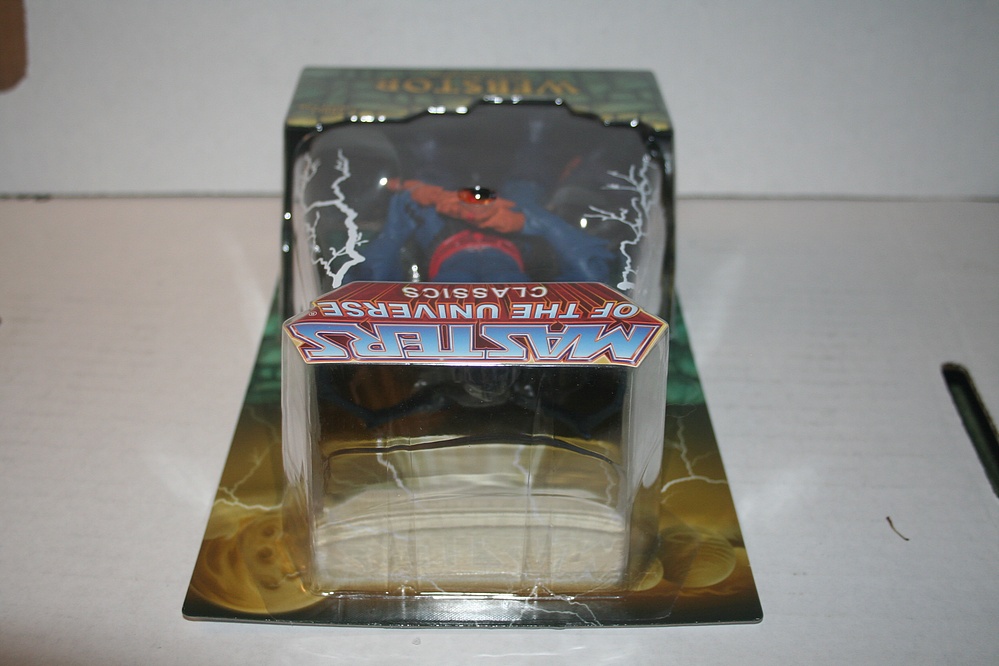 MASTERS
OF THE UNIVERSE®
CLASSICS
WEBSTOR